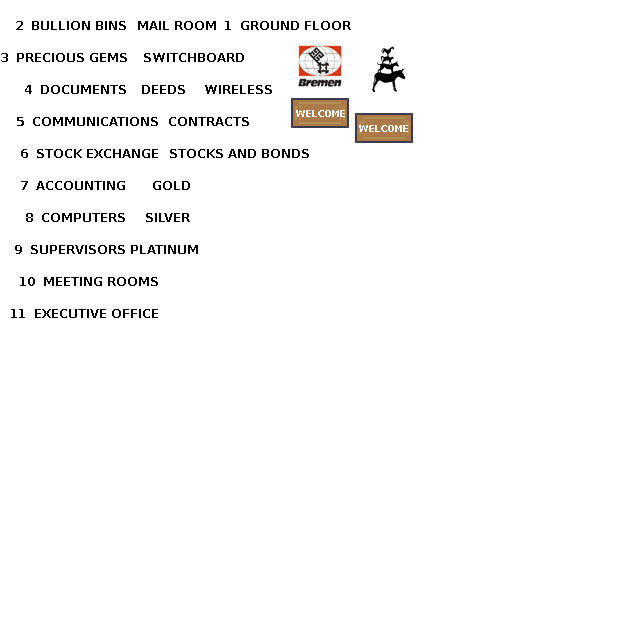 2 BULLION BINS MAIL ROOM 1 GROUND FLOOR
3 PRECIOUS GEMS SWITCHBOARD
Bremen
4 DOCUMENTS DEEDS WIRELESS
WELCOME
5 COMMUNICATIONS CONTRACTS
WELCOME
6 STOCK EXCHANGE STOCKS AND BONDS
7 ACCOUNTING GOLD
8 COMPUTERS SILVER
9 SUPERVISORS PLATINUM
10 MEETING ROOMS
11 EXECUTIVE OFFICE